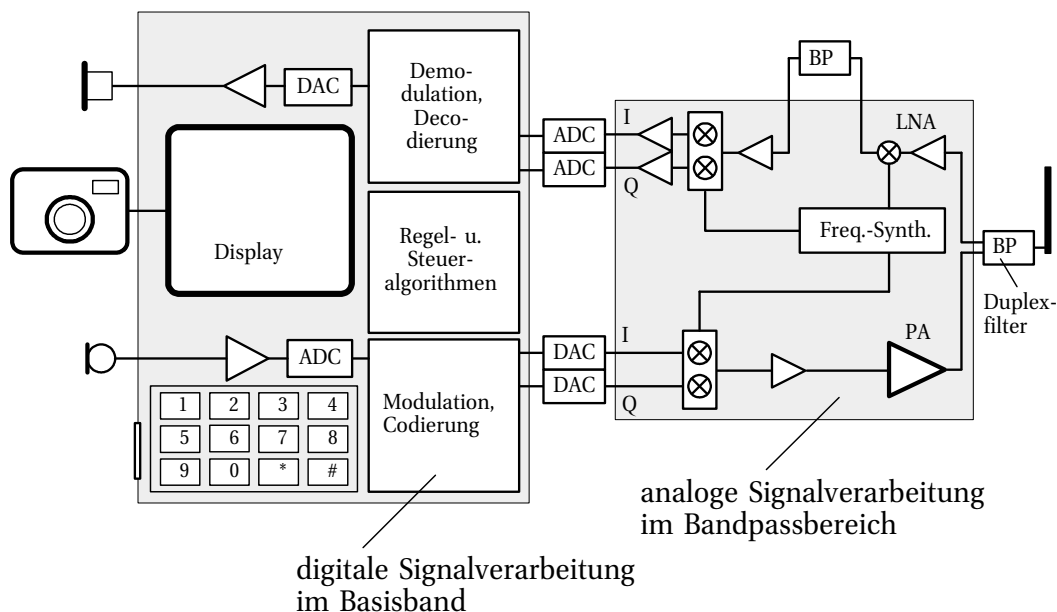 BP
DAC
Demo-
dulation,
Deco-
dierung
ADC
ADC
I
Q
LNA
Display
Regel- u.
Steuer-
algorithmen
Freq.-Synth.
BP
Duplex-
filter
ADC
Modulation,
Codierung
DAC
DAC
I
Q
PA
1 2 3 4
5 6 7 8
9 0 * #
analoge Signalverarbeitung
im Bandpassbereich
digitale Signalverarbeitung
im Basisband